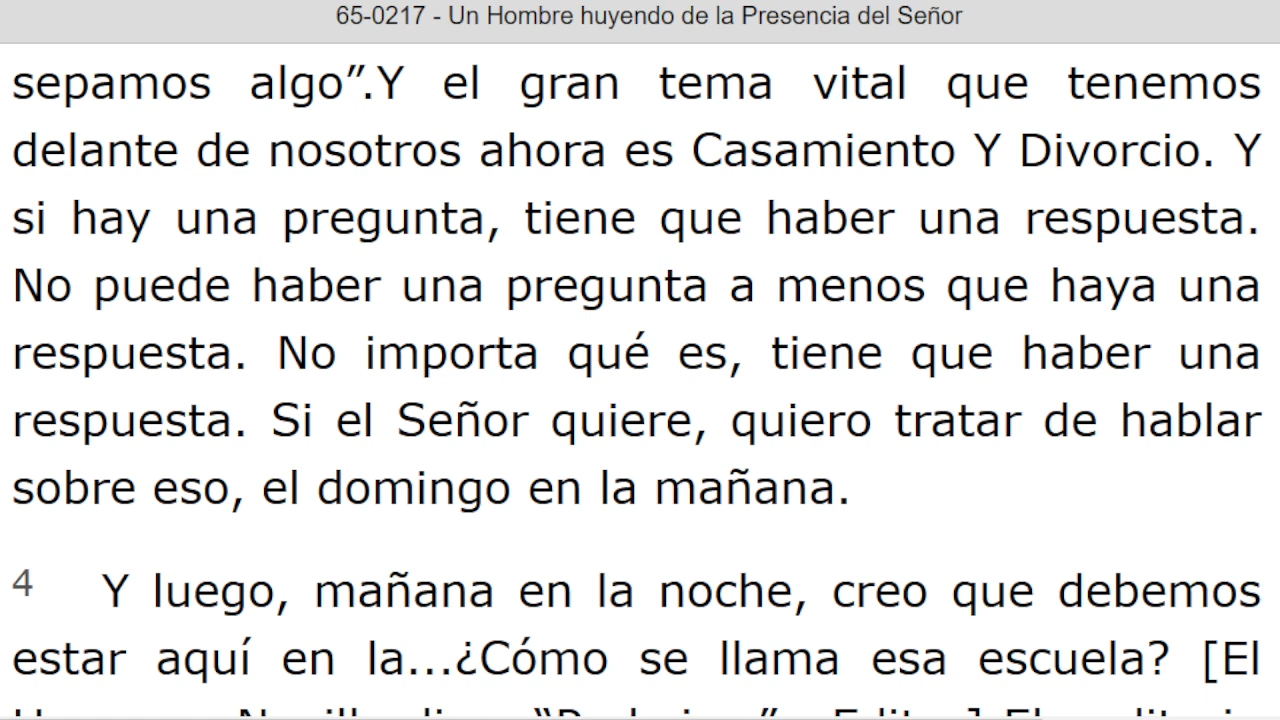 65-0217 - Un Hombre huyendo de la Presencia del Señor
sepamos algo”.Y el gran tema vital que tenemos
delante de nosotros ahora es Casamiento Y Divorcio. Y
si hay una pregunta, tiene que haber una respuesta.
No puede haber una pregunta a menos que haya una
respuesta. No importa qué es, tiene que haber una
respuesta. Si el Señor quiere, quiero tratar de hablar
sobre eso, el domingo en la mañana.
4 Y luego, mañana en la noche, creo que debemos
estar aquí en la...¿Cómo se llama esa escuela? [El